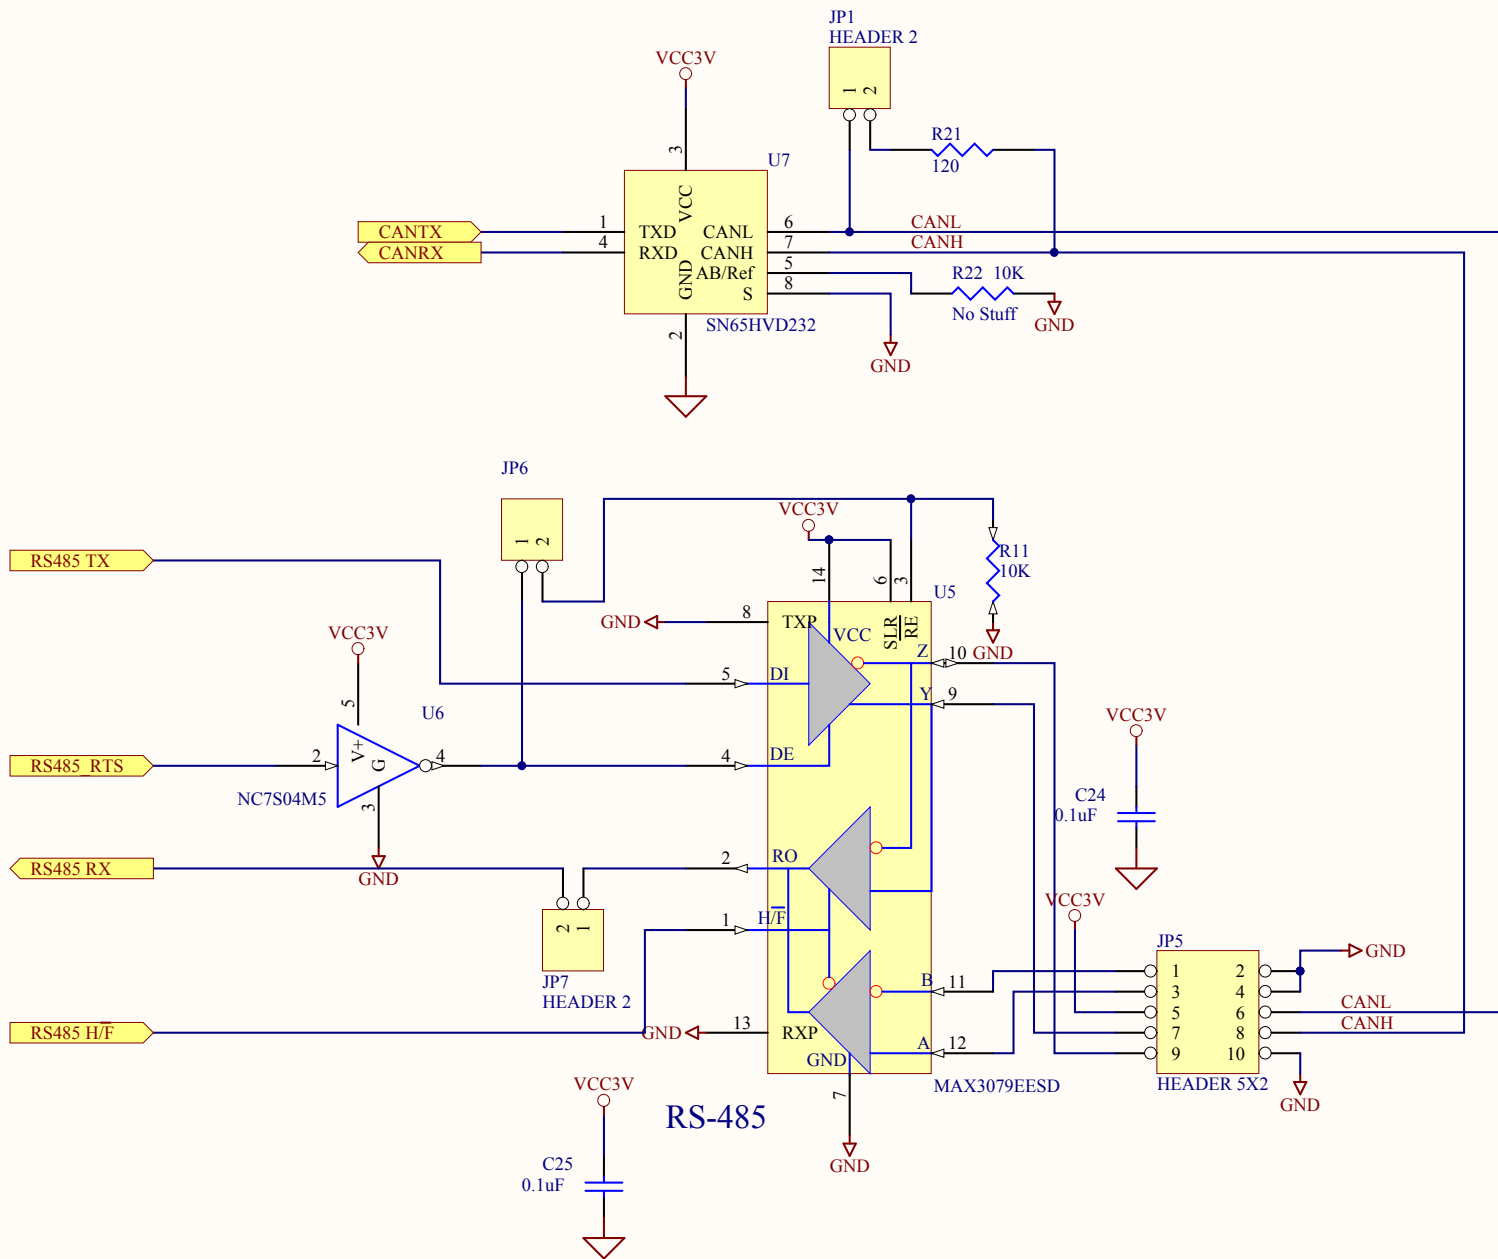 JP1
HEADER 2
1
2
VCC3V
3
U7
R21
120
VCC
CANTX
1
TXD
CANL
6
CANL
CANRX
4
RXD
CANH
7
CANH
GND
AB/Ref
5
R22 10K
S
8
No Stuff
GND
SN65HVD232
2
GND
JP6
1
2
VCC3V
RS485 TX
14
6
3
R11
10K
U5
GND
8
TXP
VCC
SLR
RE
GND
VCC3V
Z
10
5
DI
5
Y
9
U6
VCC3V
RS485_RTS
2
V+
G
4
4
DE
NC7S04M5
3
C24
0.1uF
RS485 RX
GND
2
RO
VCC3V
2
1
1
H/F
JP7
HEADER 2
JP5
GND
B
11
1
2
3
4
5
6
CANL
7
8
CANH
9
10
RS485 H/F
GND
13
RXP
A
12
GND
MAX3079EESD
HEADER 5X2
GND
VCC3V
7
RS-485
GND
C25
0.1uF